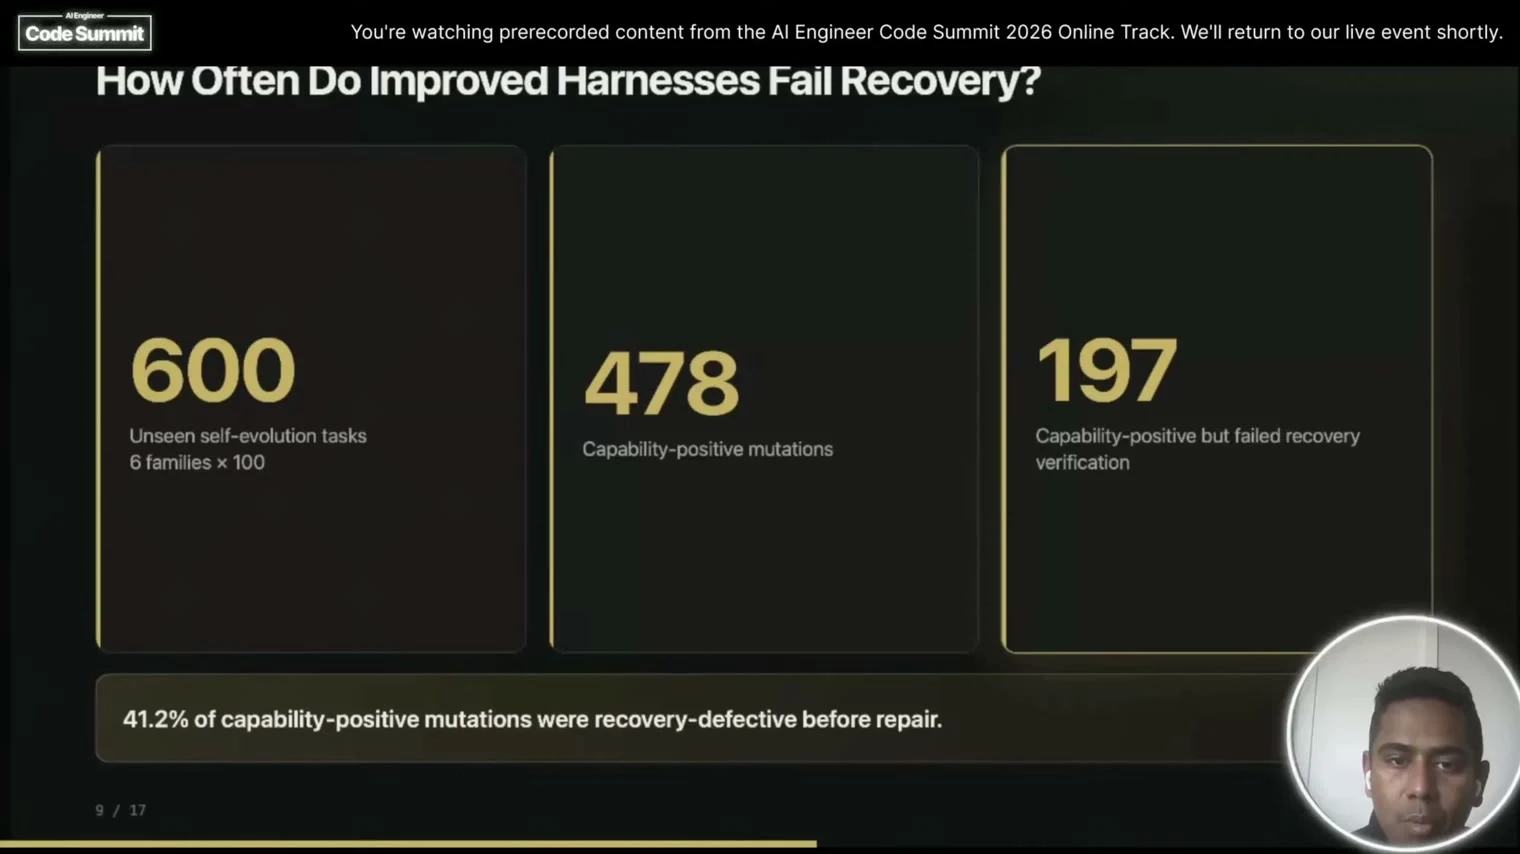 AI Engineer
Code Summit
You're watching prerecorded content from the AI Engineer Code Summit 2026 Online Track. We'll return to our live event shortly.
How Often Do Improved Harnesses Fail Recovery?
600
Unseen self-evolution tasks
6 families × 100
478
Capability-positive mutations
197
Capability-positive but failed recovery
verification
41.2% of capability-positive mutations were recovery-defective before repair.
9 / 17